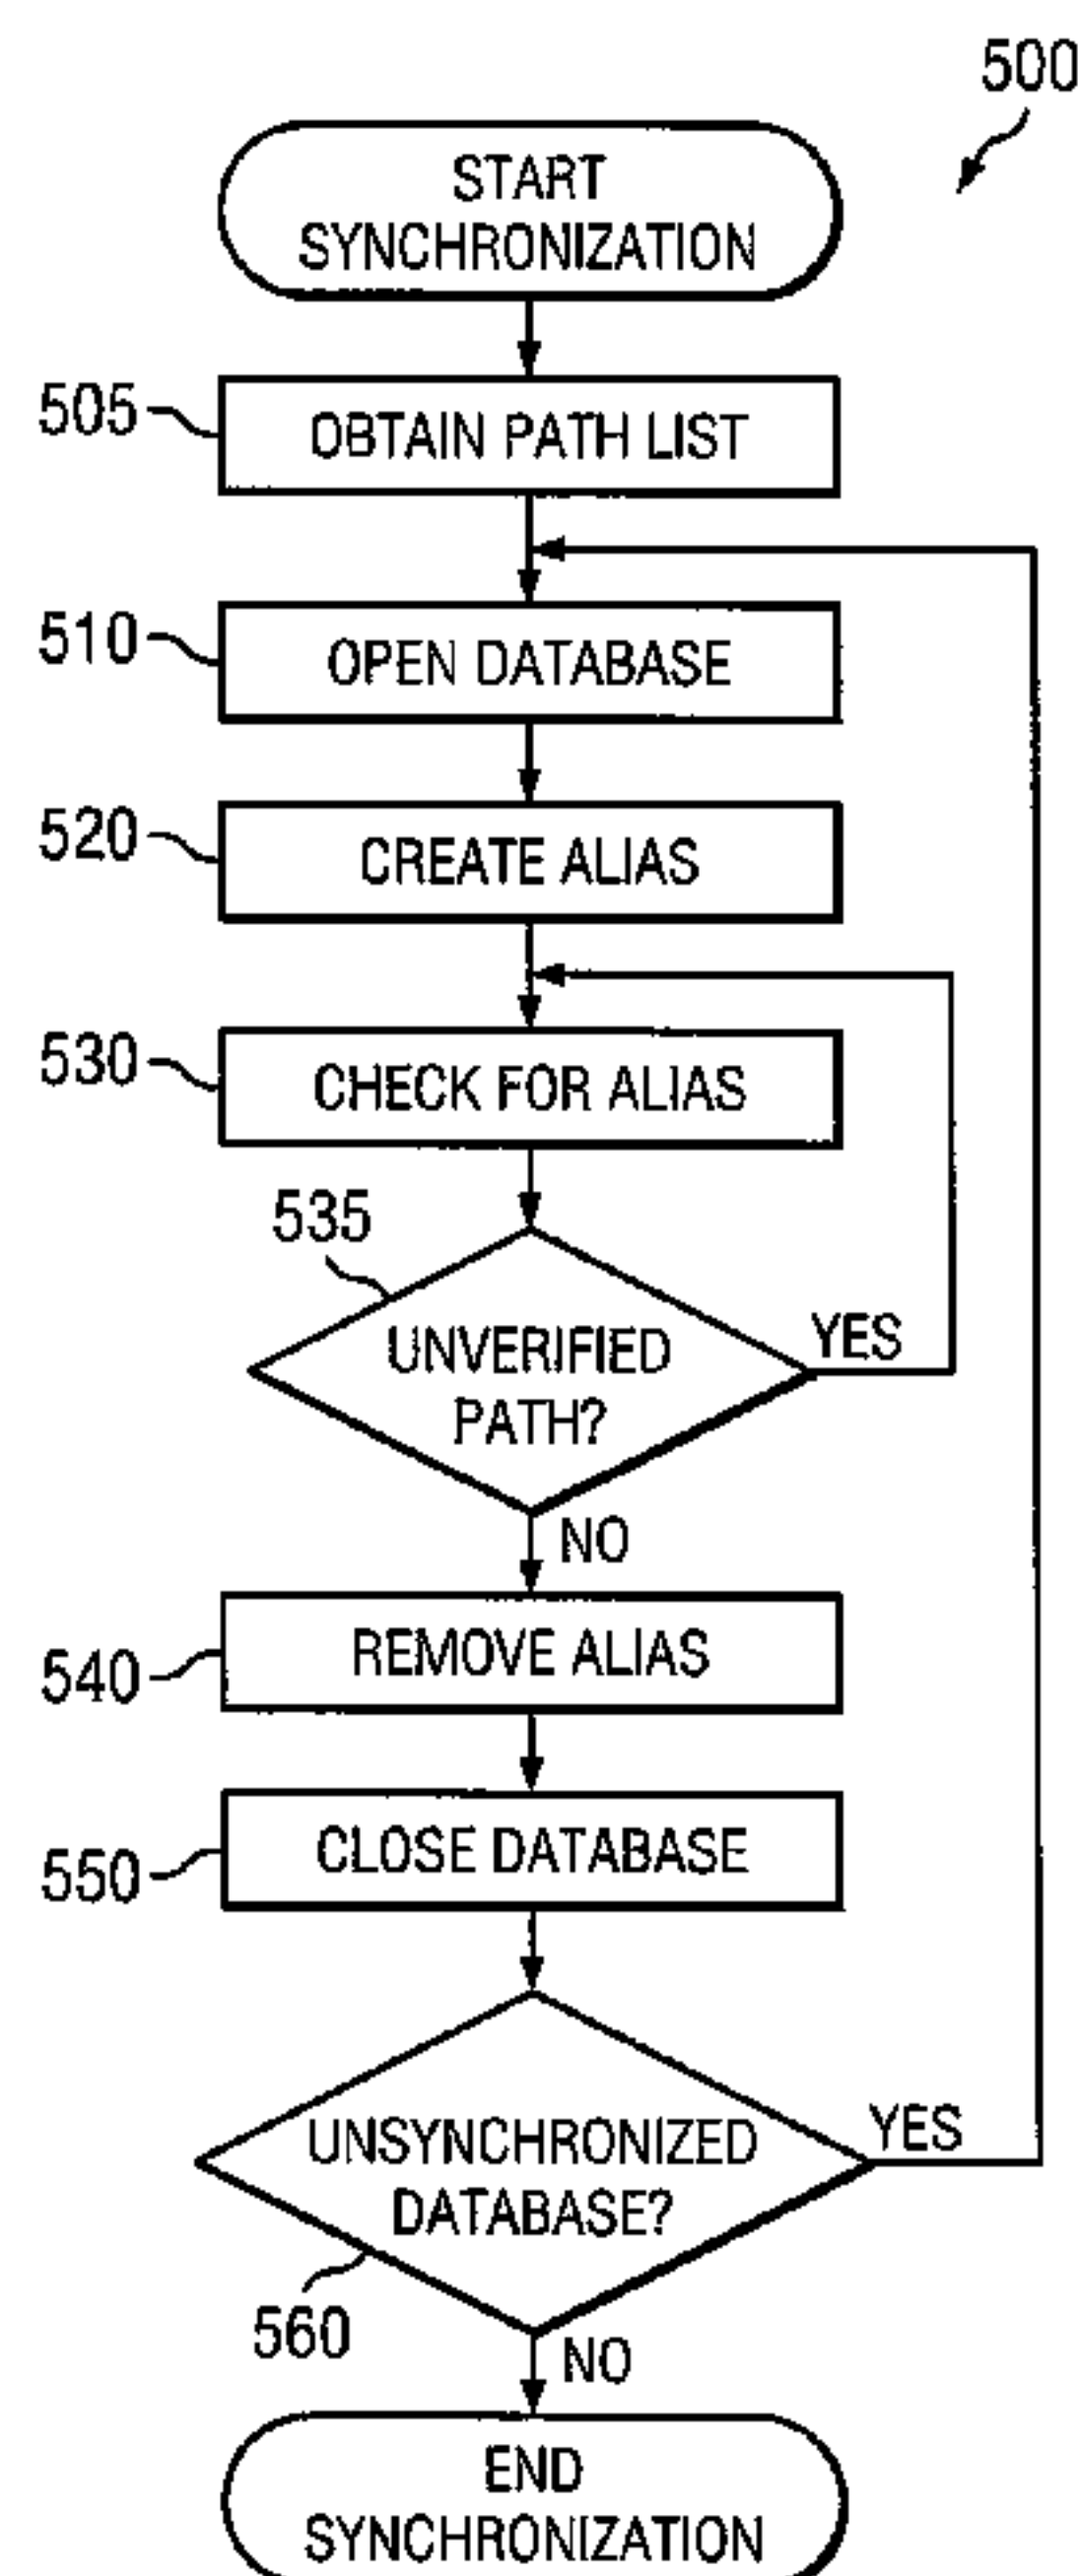 500
START
SYNCHRONIZATION
505
OBTAIN PATH LIST
510
OPEN DATABASE
520
CREATE ALIAS
530
CHECK FOR ALIAS
535
UNVERIFIED
PATH?
YES
NO
540
REMOVE ALIAS
550
CLOSE DATABASE
UNSYNCHRONIZED
DATABASE?
YES
560
NO
END
SYNCHRONIZATION